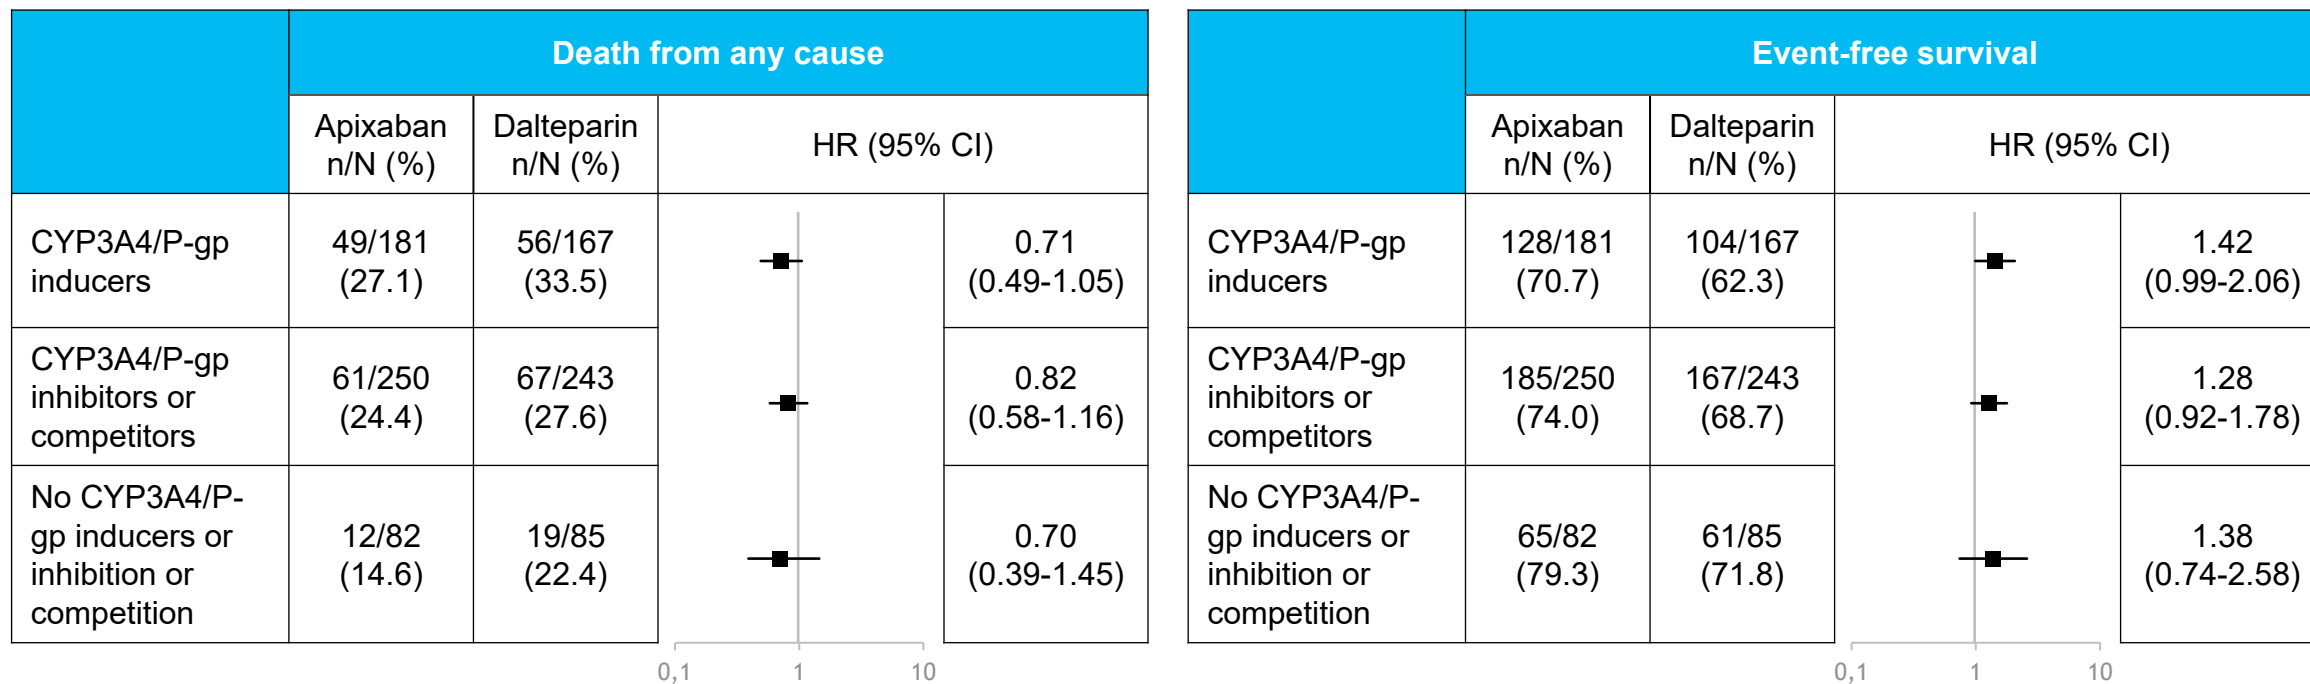 Death from any cause
Apixaban
n/N (%)
Dalteparin
n/N (%)
HR (95% CI)
CYP3A4/P-gp
inducers
49/181
(27.1)
56/167
(33.5)
0.71
(0.49-1.05)
CYP3A4/P-gp
inhibitors or
competitors
61/250
(24.4)
67/243
(27.6)
0.82
(0.58-1.16)
No CYP3A4/P-
gp inducers or
inhibition or
competition
12/82
(14.6)
19/85
(22.4)
0.70
(0.39-1.45)
0,1
1
10
Event-free survival
Apixaban
n/N (%)
Dalteparin
n/N (%)
HR (95% CI)
CYP3A4/P-gp
inducers
128/181
(70.7)
104/167
(62.3)
1.42
(0.99-2.06)
CYP3A4/P-gp
inhibitors or
competitors
185/250
(74.0)
167/243
(68.7)
1.28
(0.92-1.78)
No CYP3A4/P-
gp inducers or
inhibition or
competition
65/82
(79.3)
61/85
(71.8)
1.38
(0.74-2.58)
0,1
1
10